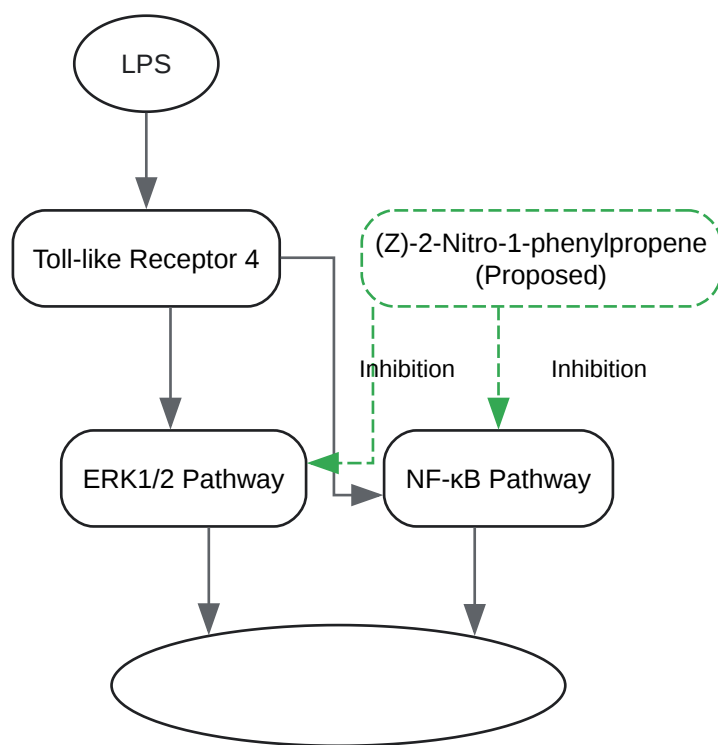 LPS
Toll-like Receptor 4
(Z)-2-Nitro-1-phenylpropene
(Proposed)
Inhibition
Inhibition
ERK1/2 Pathway
NF-κB Pathway